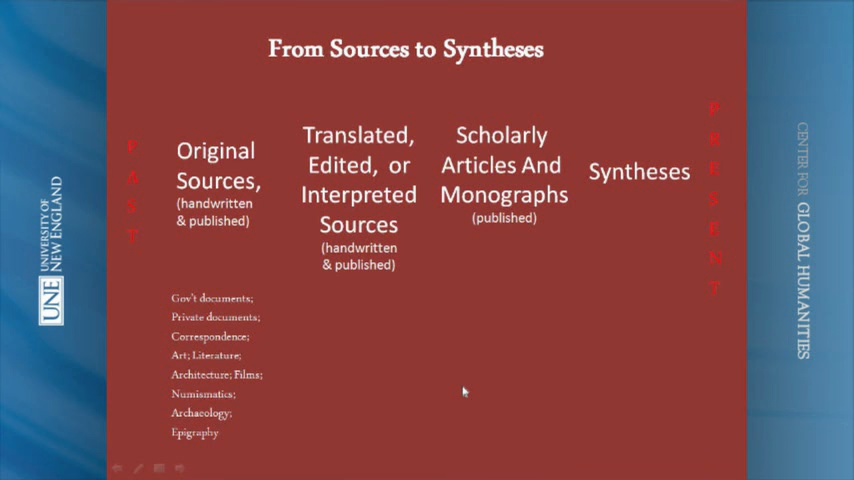 From Sources to Syntheses
PAST
Original
Sources,
(handwritten
& published)
Translated,
Edited, or
Interpreted
Sources
(handwritten
& published)
Scholarly
Articles And
Monographs
(published)
Syntheses
PRESENT
Gov't documents;
Private documents;
Correspondence;
Art; Literature;
Architecture; Films;
Numismatics;
Archaeology;
Epigraphy
UNE
UNIVERSITY OF
NEW ENGLAND
CENTER FOR GLOBAL HUMANITIES